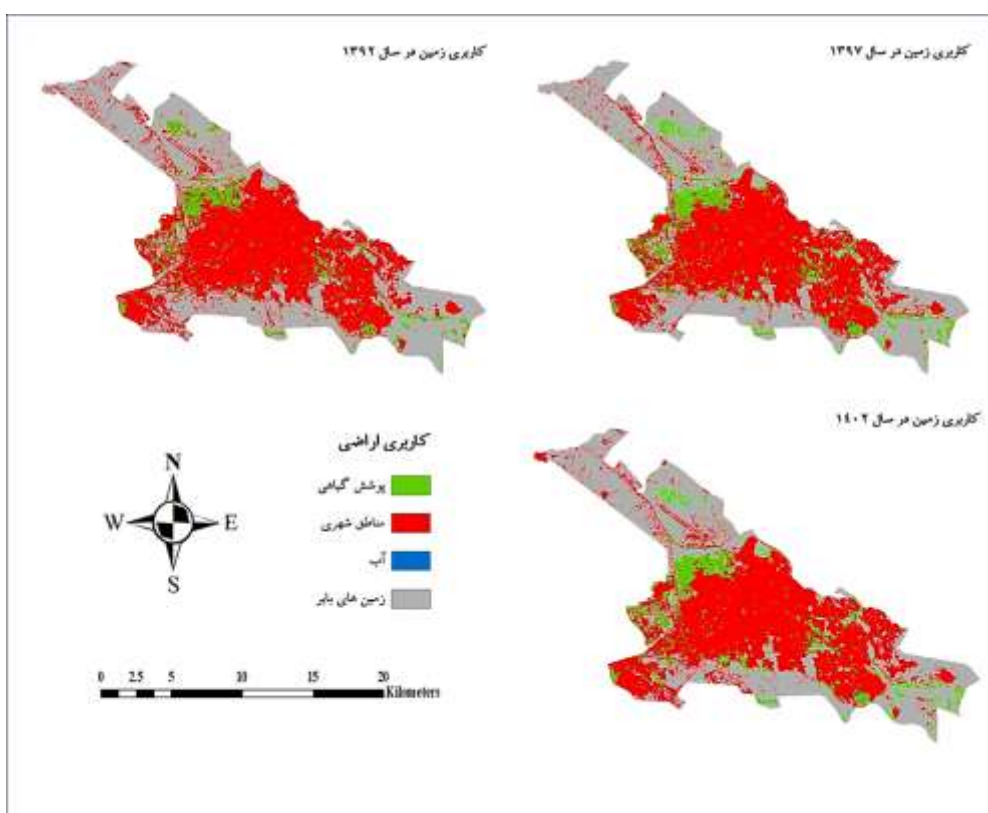 کاربری زمین در سال ۱۳۹۲
کاربری زمین در سال ۱۳۹۷
کاربری زمین در سال ۱۴۰۲
کاربری اراضی
پوشش گیاهی
مناطق شهری
آب
زمین های بایر
N
W E
S
0 2.5 5 10 15 20
Kilometers